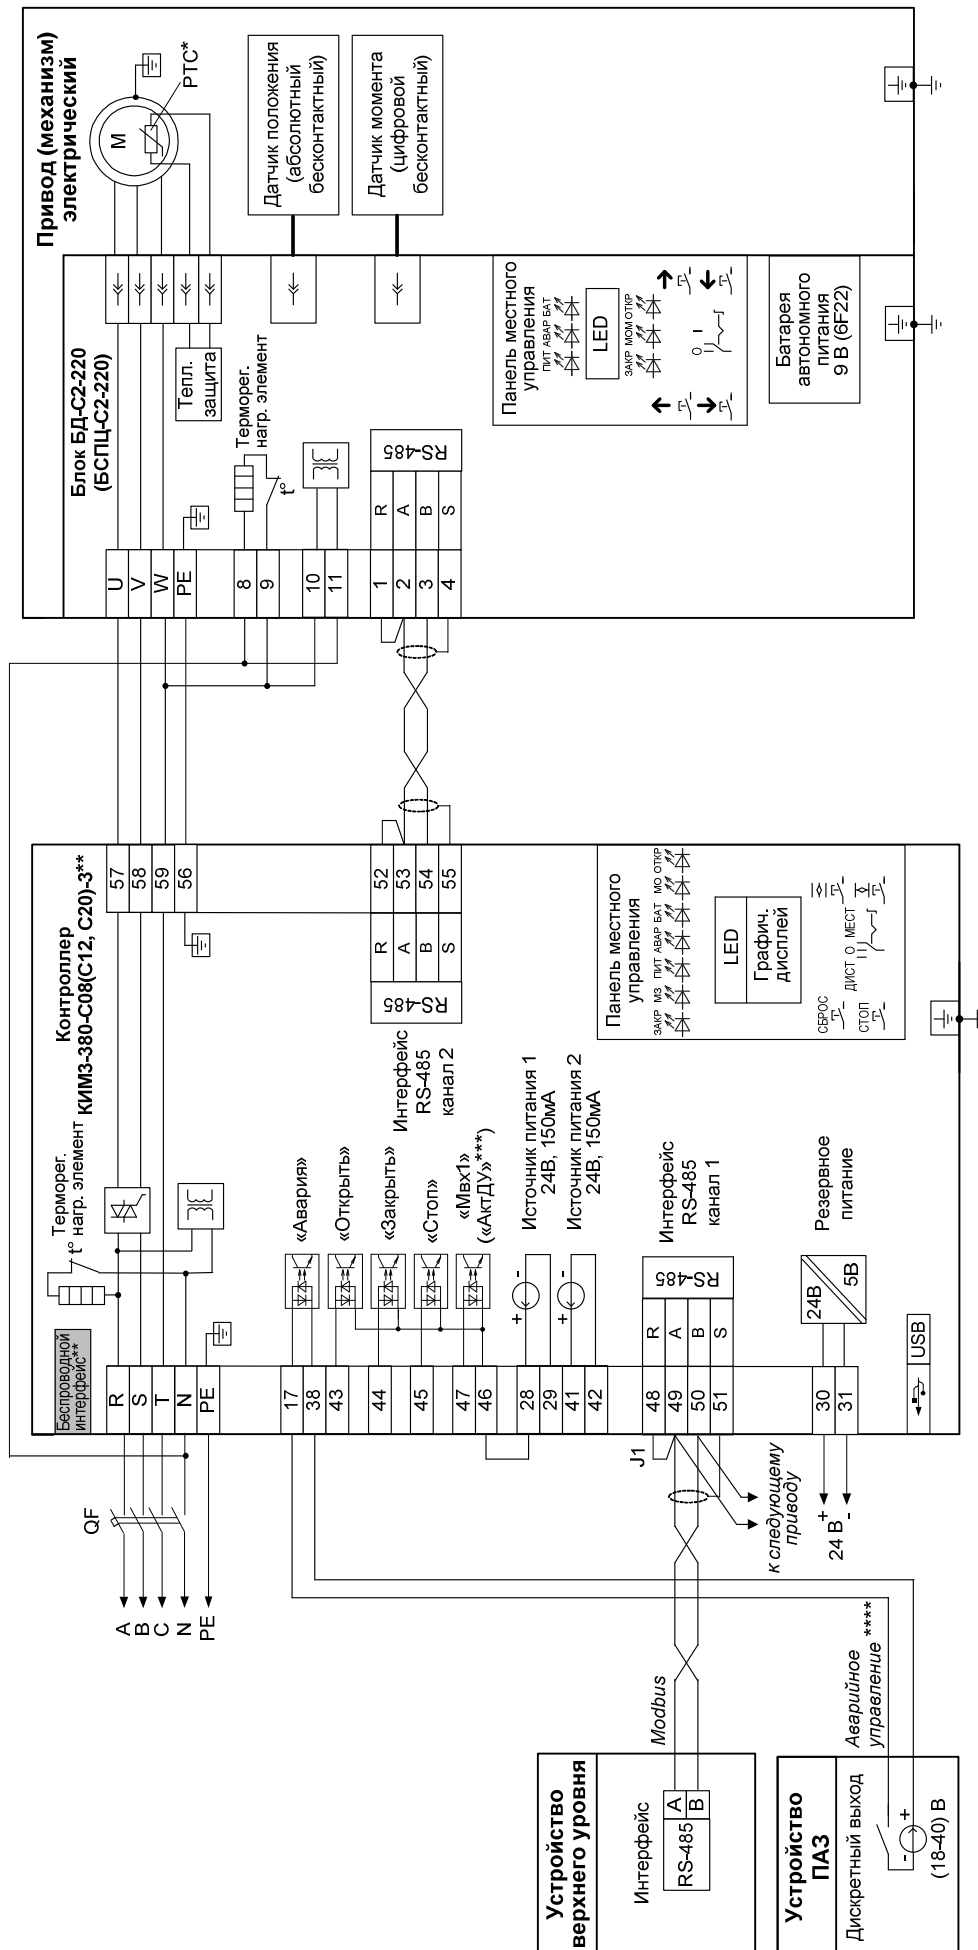 Привод (механизм)
электрический
M
PTC*
Датчик положения
(абсолютный
бесконтактный)
Датчик момента
(цифровой
бесконтактный)
Блок БД-С2-220
(БСПЦ-С2-220)
Тепл.
защита
Терморег.
нагр. элемент
t°
U
V
W
PE
8
9
10
11
1
2
3
4
R
A
B
S
RS-485
Панель местного
управления
ПИТ АВАР БАТ
LED
ЗАКР МОМ ОТКР
O I
Батарея
автономного
питания
9 В (6F22)
Контроллер
КИМ3-380-С08(С12, С20)-3**
57
58
59
56
52
53
54
55
R
A
B
S
RS-485
Интерфейс
RS-485
канал 2
Панель местного
управления
ЗАКР МЗ ПИТ АВАР БАТ МО ОТКР
LED
Графич.
дисплей
СБРОС
СТОП
ДИСТ О МЕСТ
Терморег.
нагр. элемент
t°
Беспроводной
интерфейс**
R
S
T
N
PE
QF
A
B
C
N
PE
17
38
43
44
45
47
46
28
29
41
42
48
49
50
51
30
31
«Авария»
«Открыть»
«Закрыть»
«Стоп»
«Мвх1»
(«АктДУ»***)
+ -
Источник питания 1
24В, 150мА
+ -
Источник питания 2
24В, 150мА
R
A
B
S
RS-485
Интерфейс
RS-485
канал 1
J1
24В
5В
Резервное
питание
USB
к следующему
приводу
+
24 В
-
Modbus
Аварийное
управление ****
Устройство
верхнего уровня
Интерфейс
RS-485
A
B
Устройство
ПАЗ
Дискретный выход
- +
(18-40) В